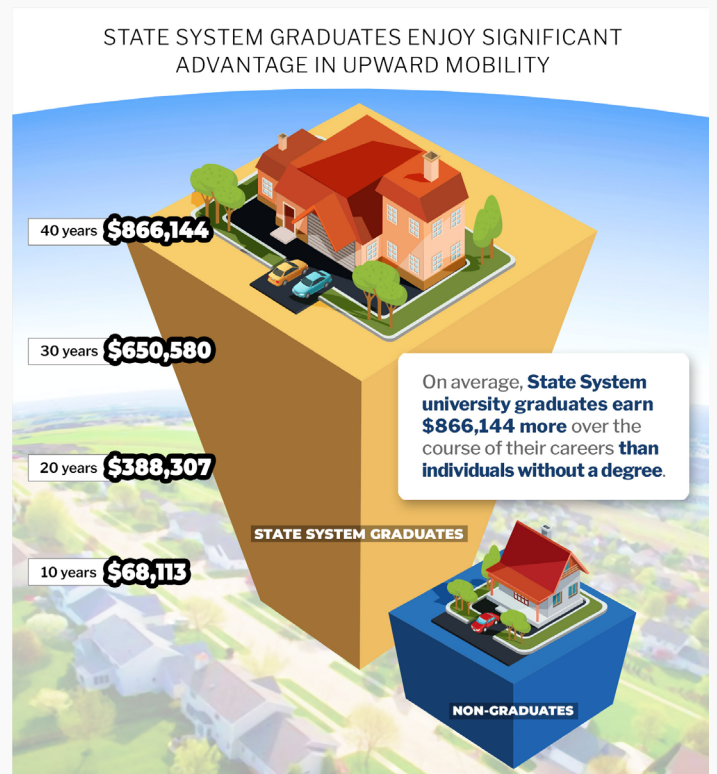 STATE SYSTEM GRADUATES ENJOY SIGNIFICANT
ADVANTAGE IN UPWARD MOBILITY
40 years $866,144
30 years $650,580
On average, State System
university graduates earn
$866,144 more over the
course of their careers than
individuals without a degree.
20 years $388,307
STATE SYSTEM GRADUATES
10 years $68,113
NON-GRADUATES